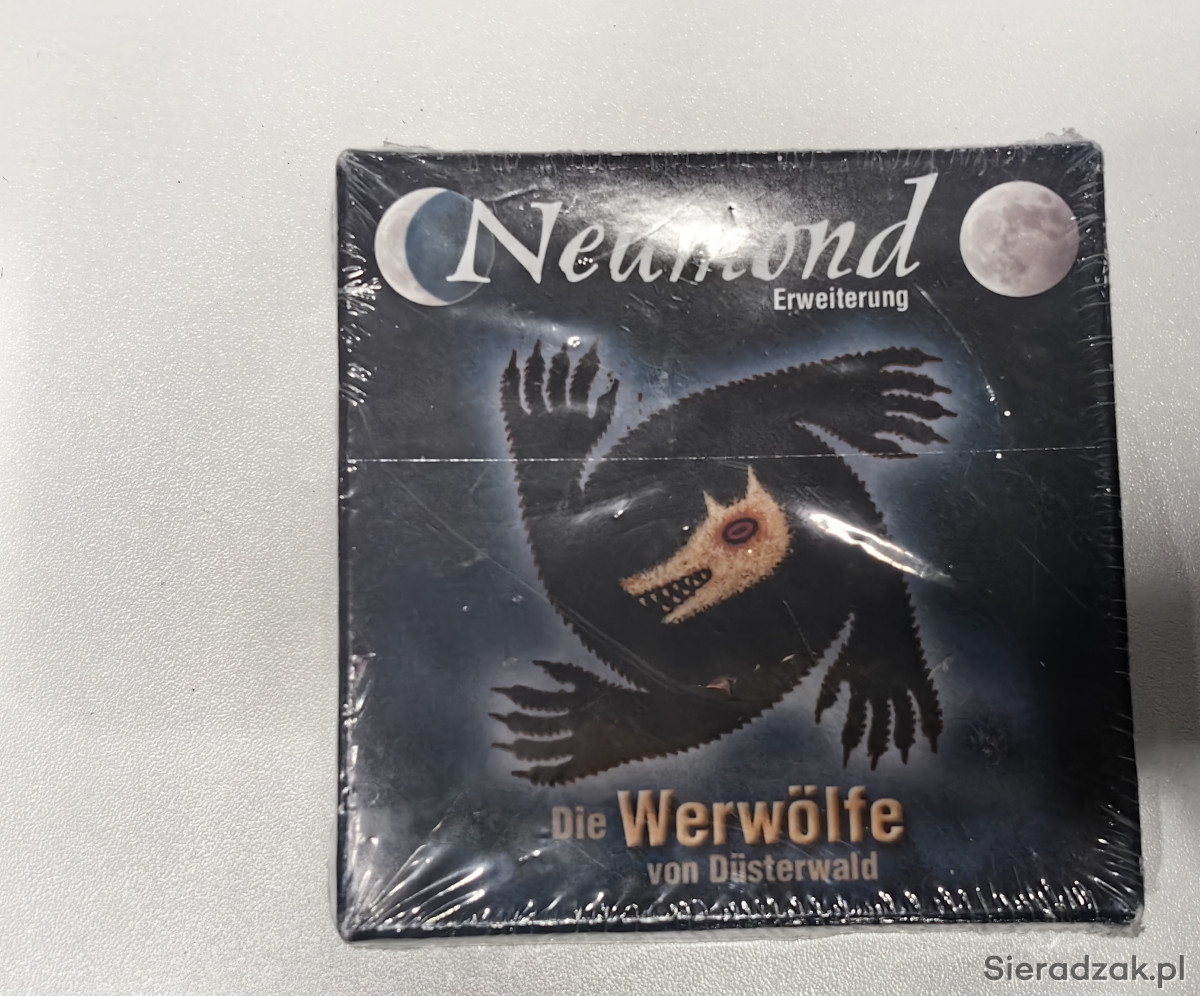 Neumond
Erweiterung
Die Werwölfe
von Düsterwald
Sieradzak.pl